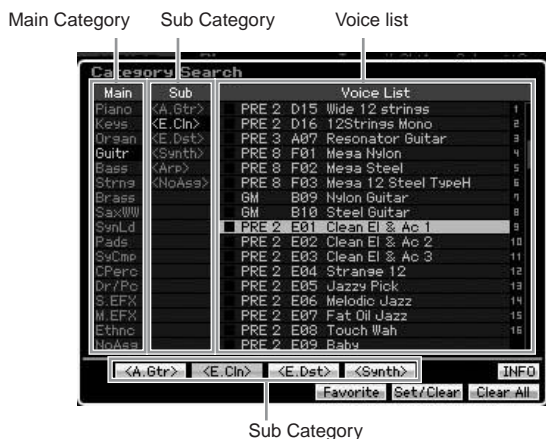 Main Category Sub Category Voice list
Category Search
Main Sub Voice List
Piano <A.Gtr> PRE 2 D15 Wide 12 strings 1
Keys <E.Cln> PRE 2 D16 12Strings Mono 2
Organ <E.Dst> PRE 3 A07 Resonator Guitar 3
Guitr <Synth> PRE 8 F01 Mega Nylon 4
Bass <Arp> PRE 8 F02 Mega Steel 5
Strng <NoAsg> PRE 8 F03 Mega 12 Steel TypeH 6
Brass GM B09 Nylon Guitar 7
SaxWW GM B10 Steel Guitar 8
SynLd PRE 2 E01 Clean El & Ac 1 9
Pads PRE 2 E02 Clean El & Ac 2 10
SyCmp PRE 2 E03 Clean El & Ac 3 11
CPerc PRE 2 E04 Strange 12 12
Dr/Pc PRE 2 E05 Jazzy Pick 13
S.EFX PRE 2 E06 Melodic Jazz 14
M.EFX PRE 2 E07 Fat Oil Jazz 15
Ethnc PRE 2 E08 Touch Wah 16
NoAsg PRE 2 E09 Baby
<A.Gtr> <E.Cln> <E.Dst> <Synth> INFO
Favorite Set/Clear Clear All
Sub Category